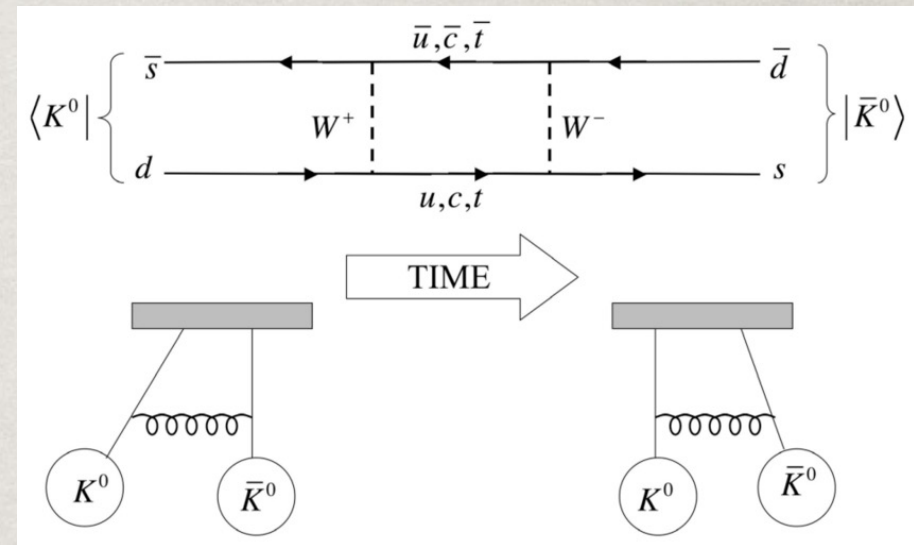 u̅,c̅,t̅
s̅
d̅
⟨K⁰|
W⁺
W⁻
|K̅⁰⟩
d
s
u,c,t
TIME
K⁰
K̅⁰
K⁰
K̅⁰